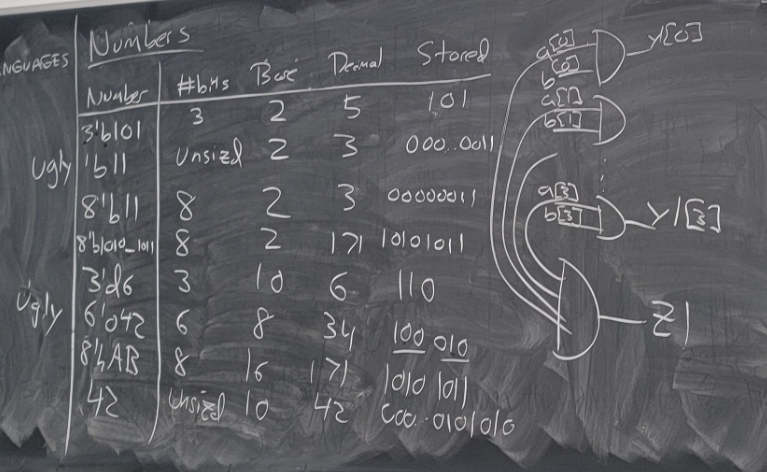 NGUAGES
Numbers
Number #bits Base Decimal Stored
3'b101 3 2 5 101
Ugly 'b11 Unsized 2 3 000..0011
8'b11 8 2 3 00000011
8'b1010_1011 8 2 171 10101011
3'd6 3 10 6 110
Ugly
6'o42 6 8 34 100 010
8'hAB 8 16 171 1010 1011
42 Unsized 10 42 000..0101010
a[0]
b[0]
y[0]
a[1]
b[1]
a[3]
b[3]
y1[3]
z1